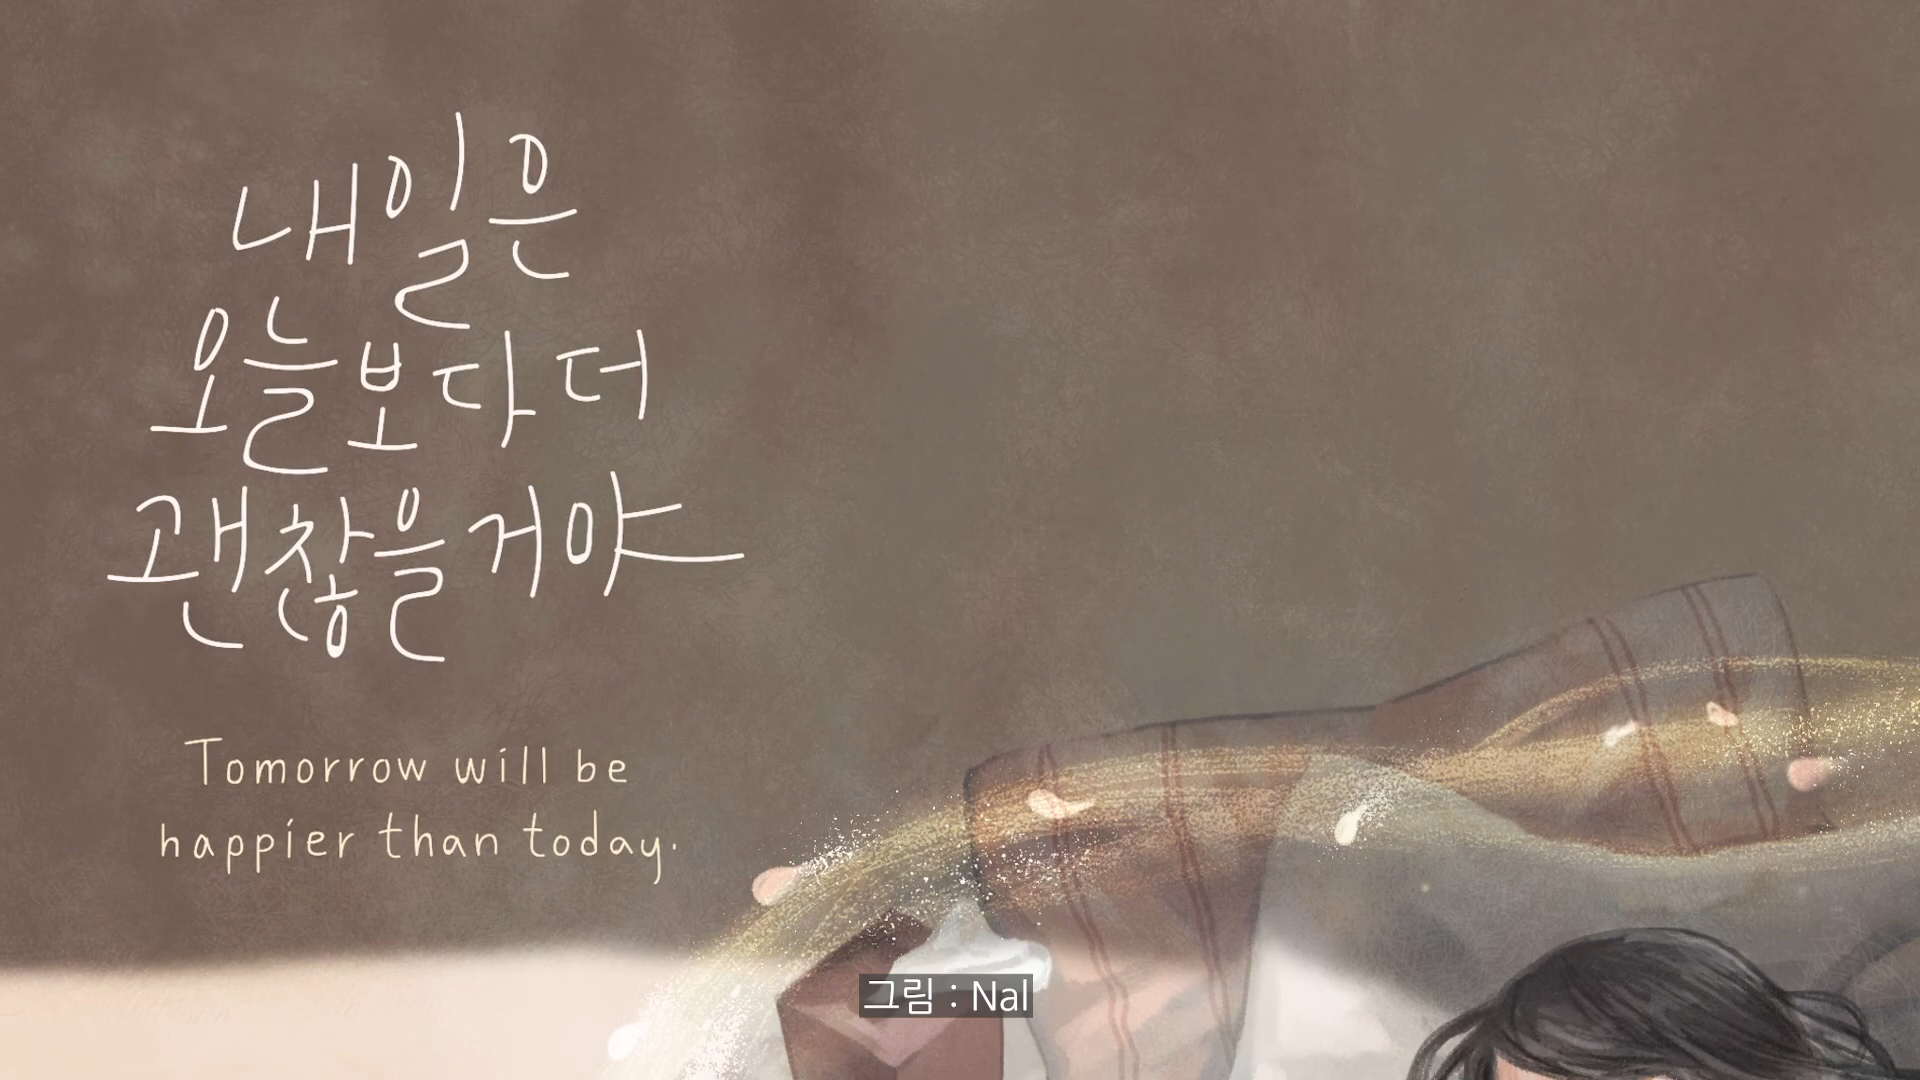 내일은
오늘보다 더
괜찮을거야
Tomorrow will be
happier than today.
그림 : Nal